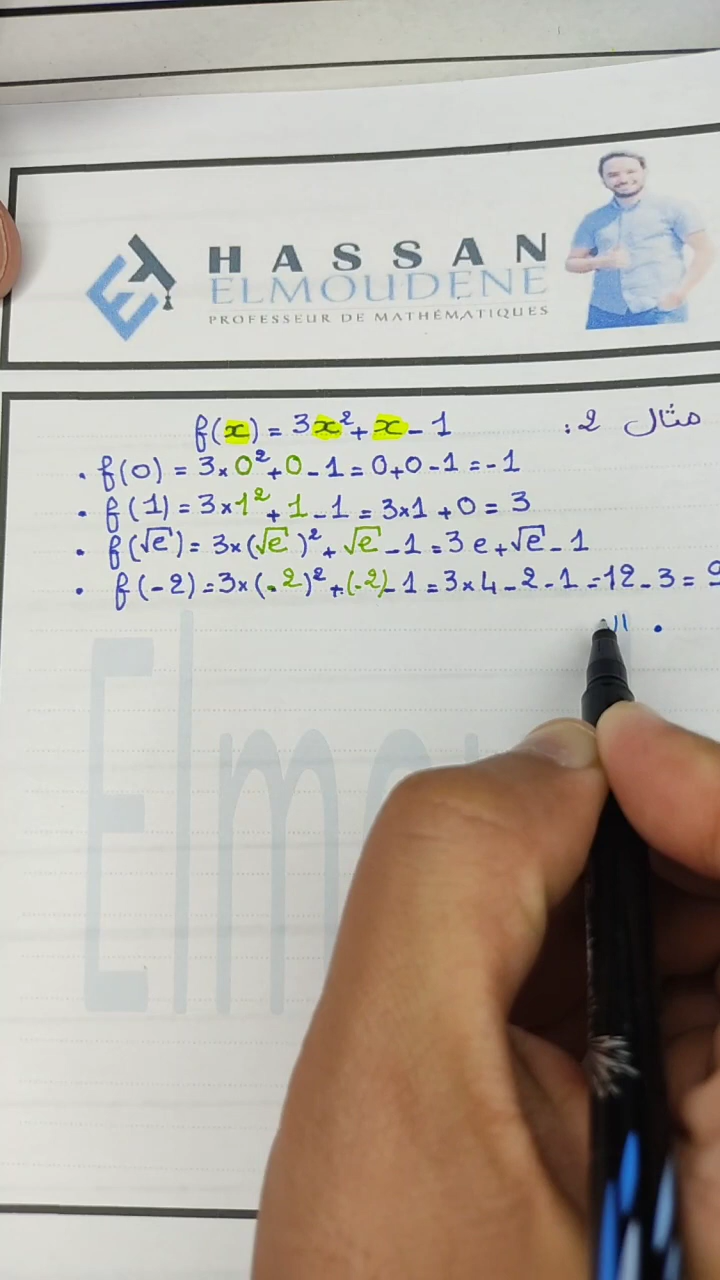 HASSAN
ELMOUDENE
PROFESSEUR DE MATHÉMATIQUES
مثال 2: f(x) = 3x² + x - 1
• f(0) = 3×0² + 0 - 1 = 0+0-1 = -1
• f(1) = 3×1² + 1 - 1 = 3×1 + 0 = 3
• f(√e) = 3×(√e)² + √e - 1 = 3e + √e - 1
• f(-2) = 3×(-2)² + (-2) - 1 = 3×4 - 2 - 1 = 12 - 3 = 9
• ال
Elmo